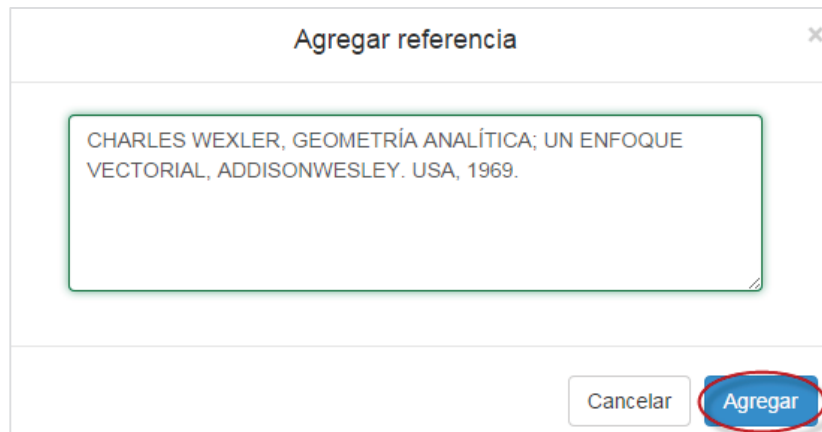 Agregar referencia
×
CHARLES WEXLER, GEOMETRÍA ANALÍTICA; UN ENFOQUE
VECTORIAL, ADDISONWESLEY. USA, 1969.
Cancelar Agregar